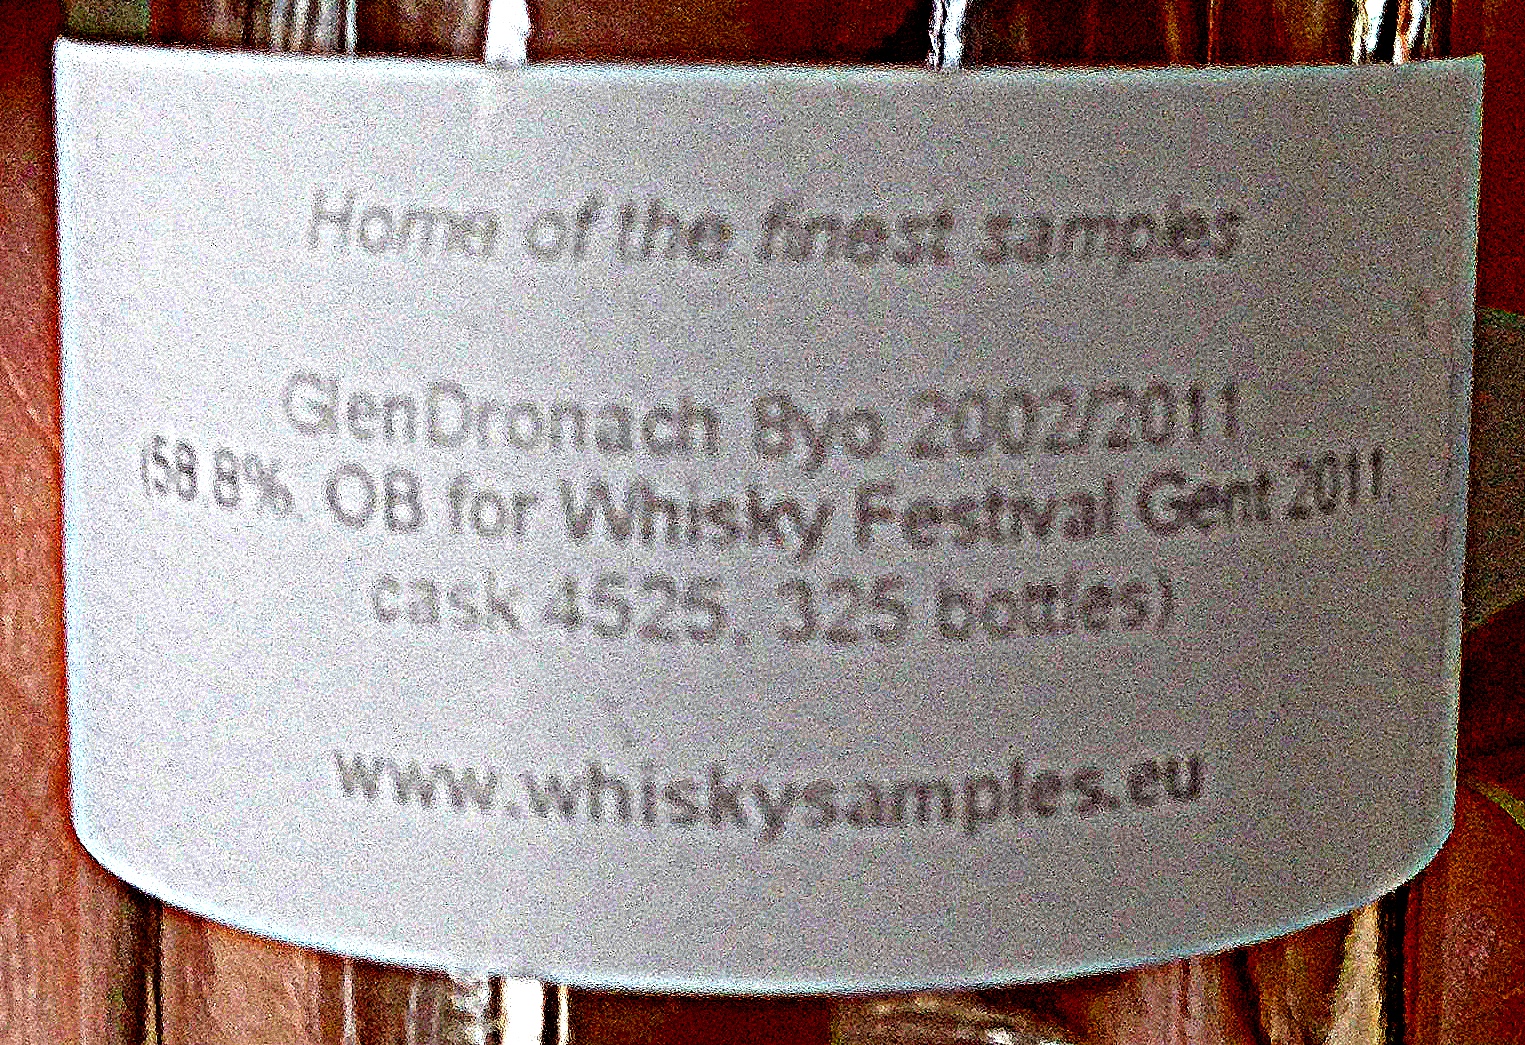 Home of the finest samples
GlenDronach 8yo 2002/2011
(58.8%, OB for Whisky Festival Gent 2011,
cask 4525, 325 bottles)
www.whiskysamples.eu